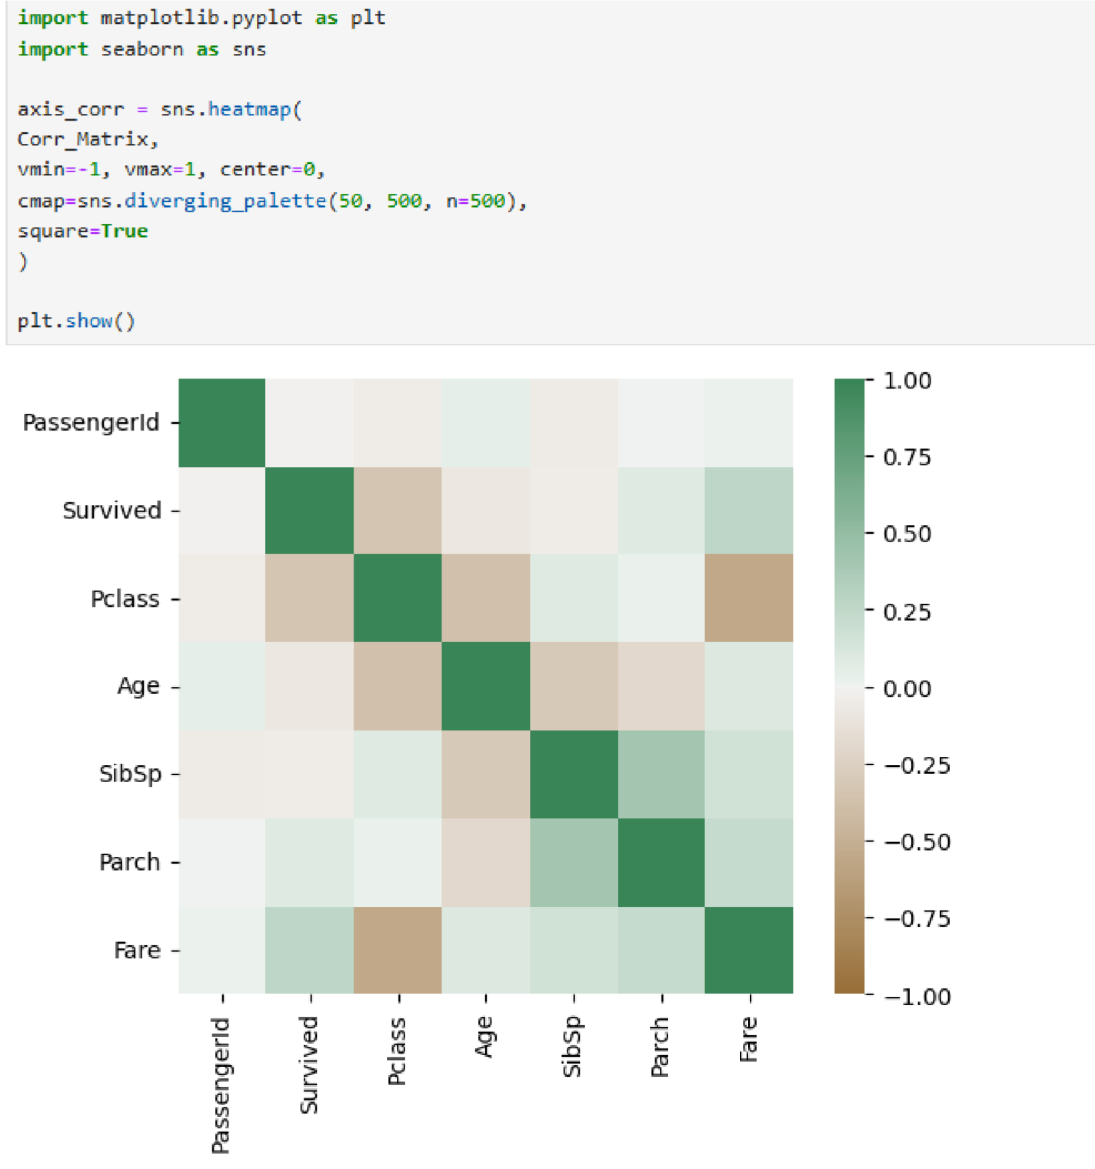 import matplotlib.pyplot as plt
import seaborn as sns
axis_corr = sns.heatmap(
Corr_Matrix,
vmin=-1, vmax=1, center=0,
cmap=sns.diverging_palette(50, 500, n=500),
square=True
)
plt.show()
PassengerId
Survived
Pclass
Age
SibSp
Parch
Fare
PassengerId
Survived
Pclass
Age
SibSp
Parch
Fare
1.00
0.75
0.50
0.25
0.00
−0.25
−0.50
−0.75
−1.00